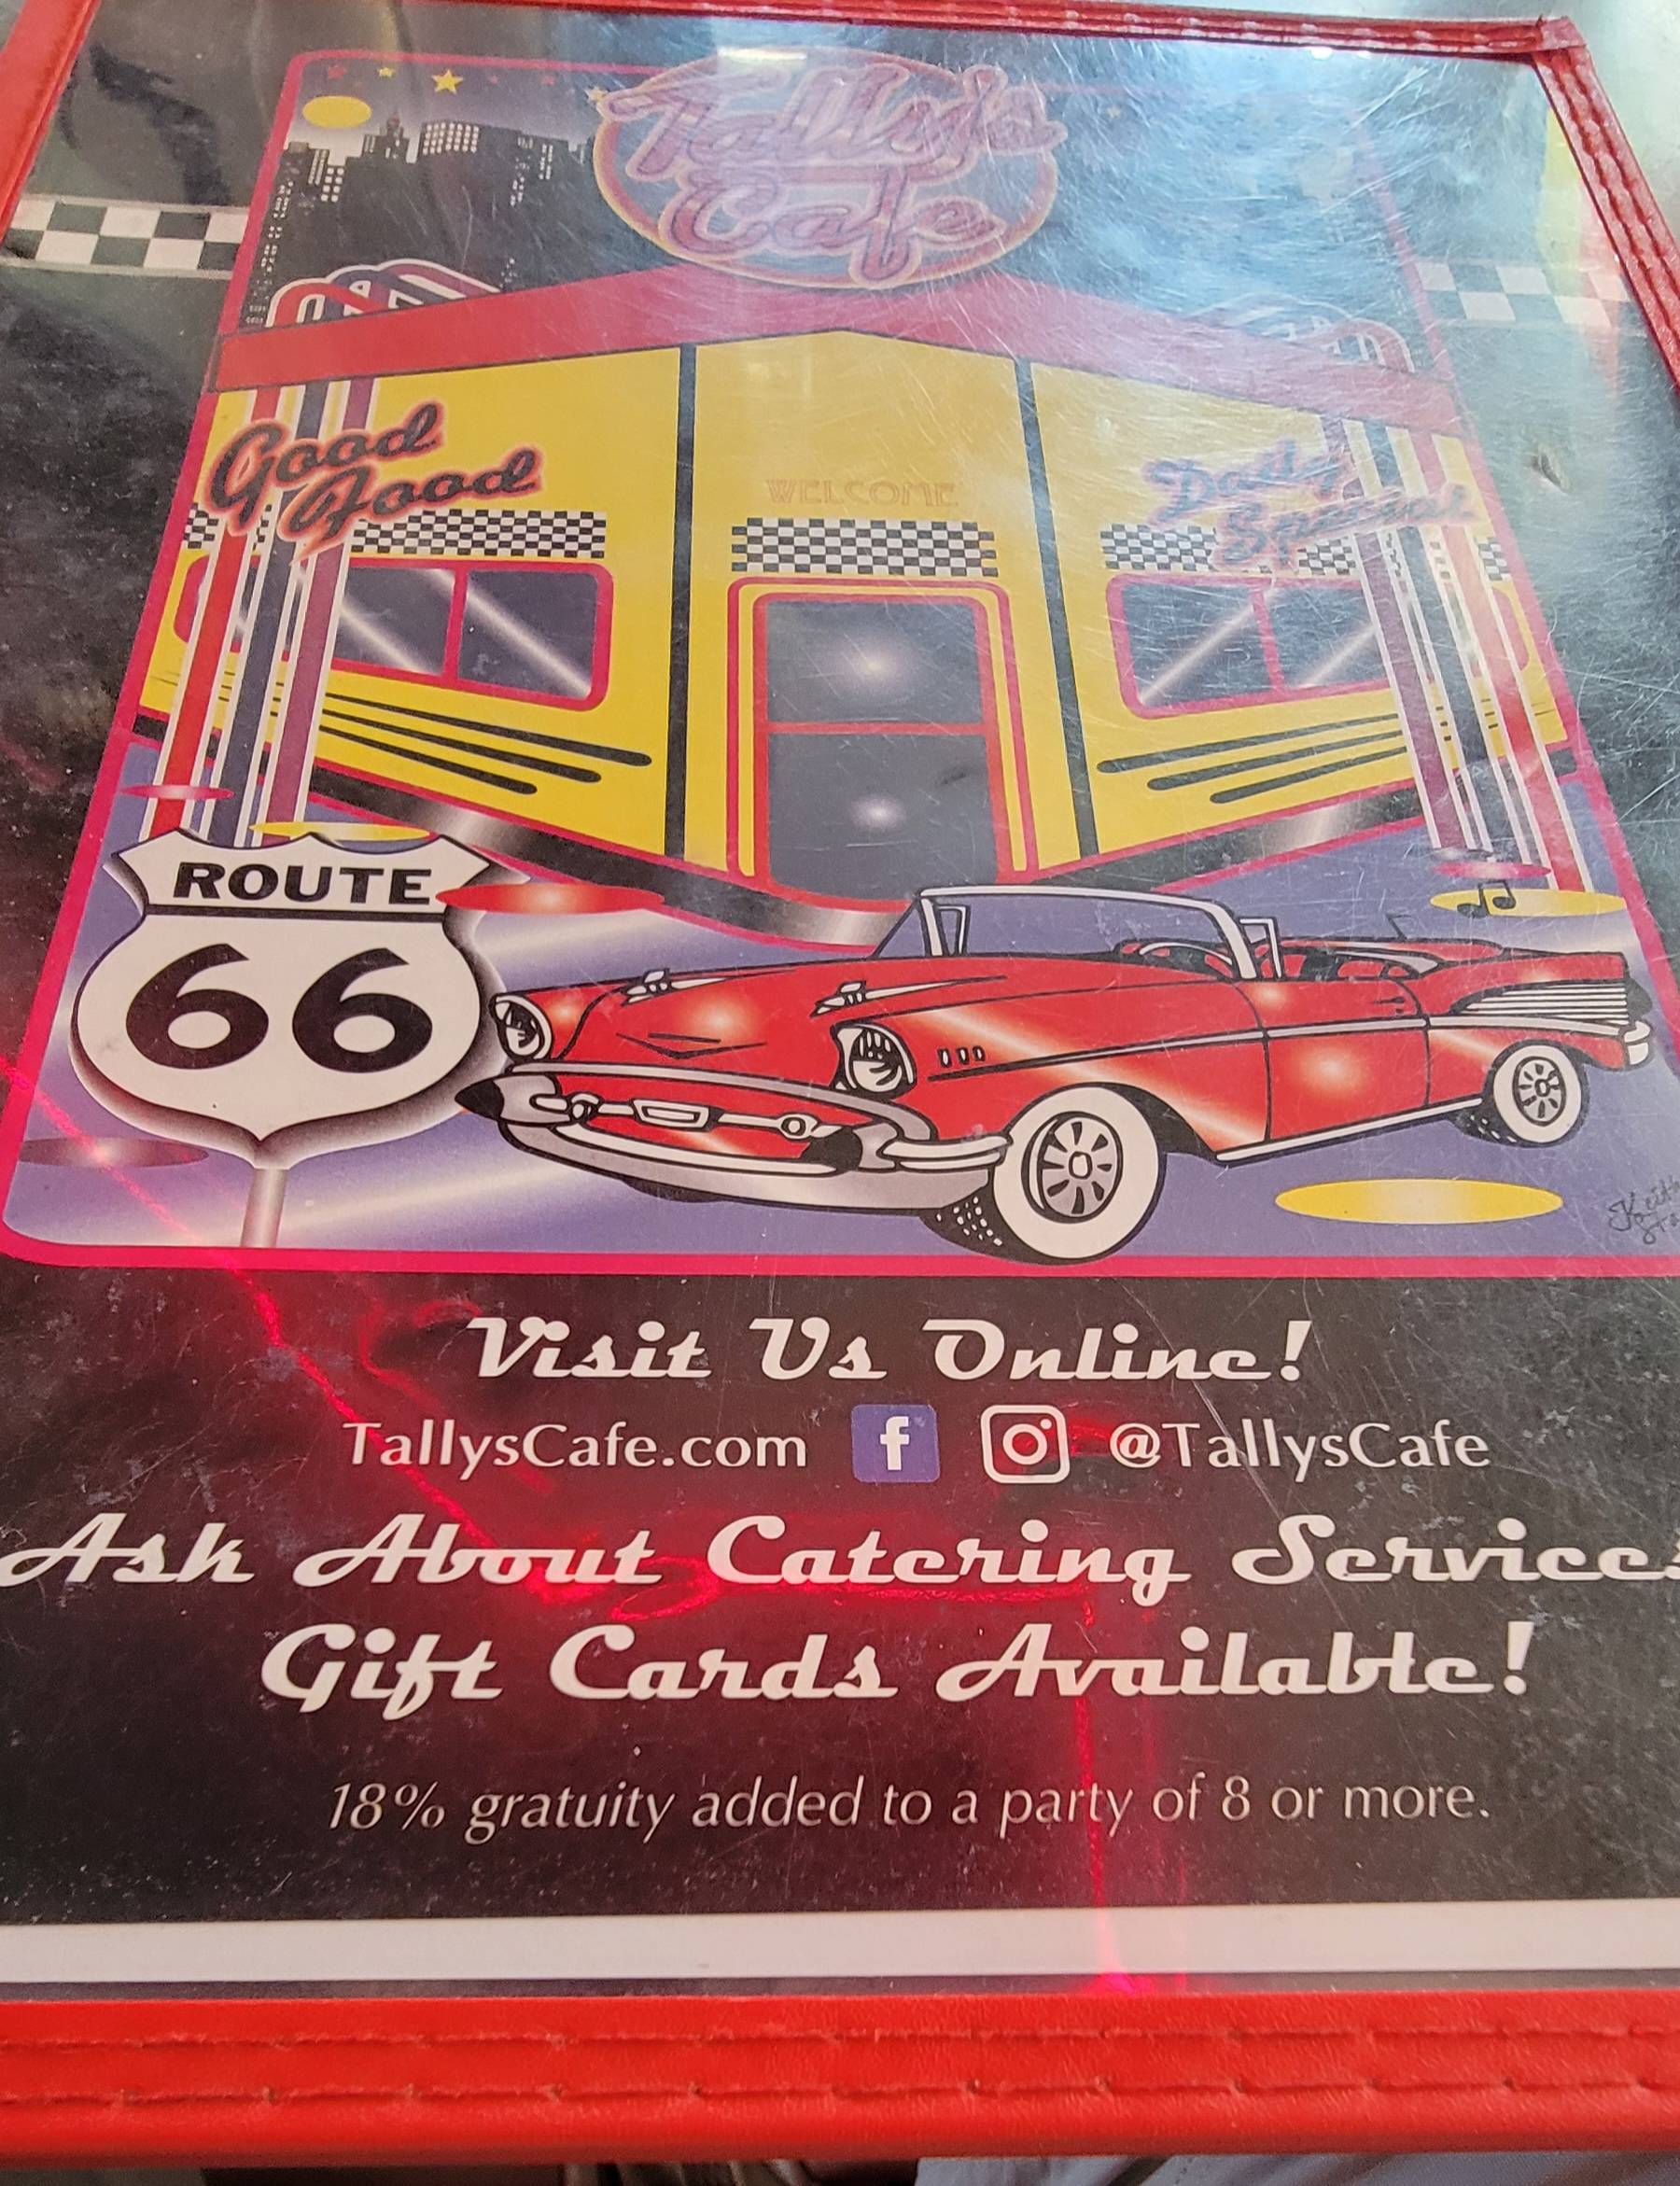 Tally's
Cafe
Good
Food
WELCOME
Daily
Special
ROUTE
66
Visit Us Online!
TallysCafe.com f @TallysCafe
Ask About Catering Services
Gift Cards Available!
18% gratuity added to a party of 8 or more.